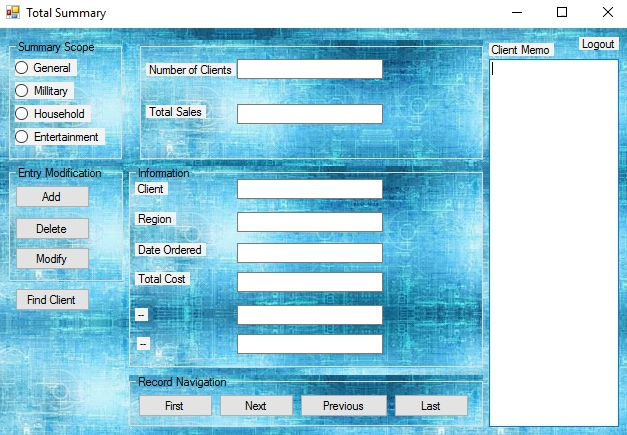 Total Summary
Summary Scope
General
Millitary
Household
Entertainment
Number of Clients
Total Sales
Client Memo
Logout
Entry Modification
Add
Delete
Modify
Find Client
Information
Client
Region
Date Ordered
Total Cost
--
--
Record Navigation
First
Next
Previous
Last